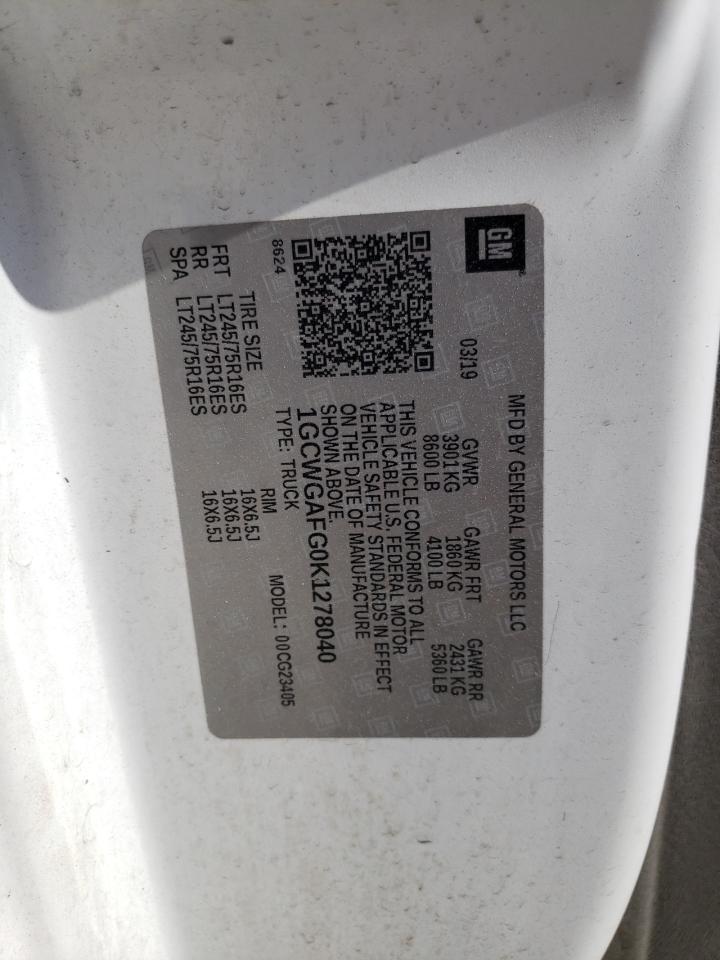 GM
MFD BY GENERAL MOTORS LLC
03/19 GVWR GAWR FRT GAWR RR
3901 KG 1860 KG 2431 KG
8600 LB 4100 LB 5360 LB
THIS VEHICLE CONFORMS TO ALL
APPLICABLE U.S. FEDERAL MOTOR
VEHICLE SAFETY STANDARDS IN EFFECT
ON THE DATE OF MANUFACTURE
SHOWN ABOVE.
1GCWGAFG0K1278040
8624 TYPE: TRUCK MODEL: 00CG23405
TIRE SIZE RIM
FRT LT245/75R16ES 16X6.5J
RR LT245/75R16ES 16X6.5J
SPA LT245/75R16ES 16X6.5J